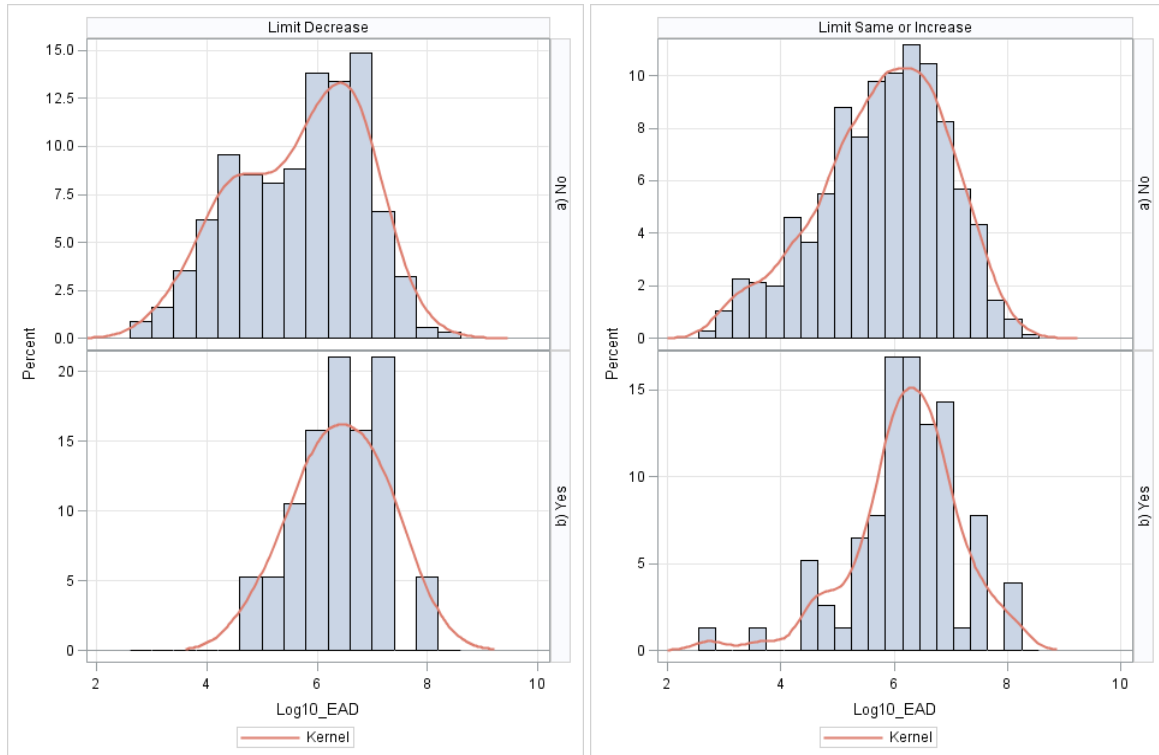 Limit Decrease
15.0
12.5
10.0
7.5
5.0
2.5
0.0
a) No
Percent
20
15
10
5
0
b) Yes
2 4 6 8 10
Log10_EAD
Kernel
Limit Same or Increase
10
8
6
4
2
0
a) No
Percent
15
10
5
0
b) Yes
2 4 6 8 10
Log10_EAD
Kernel